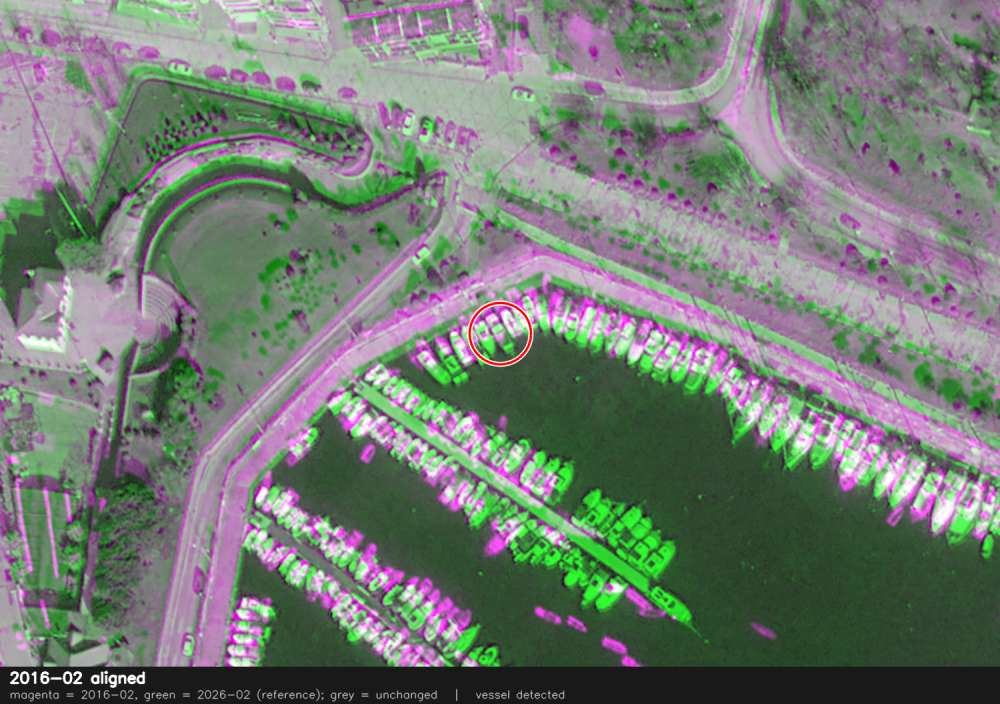 2016-02 aligned
magenta = 2016-02, green = 2026-02 (reference); grey = unchanged | vessel detected